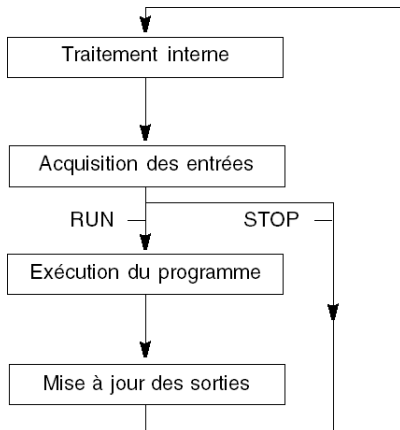 Traitement interne
Acquisition des entrées
RUN
STOP
Exécution du programme
Mise à jour des sorties